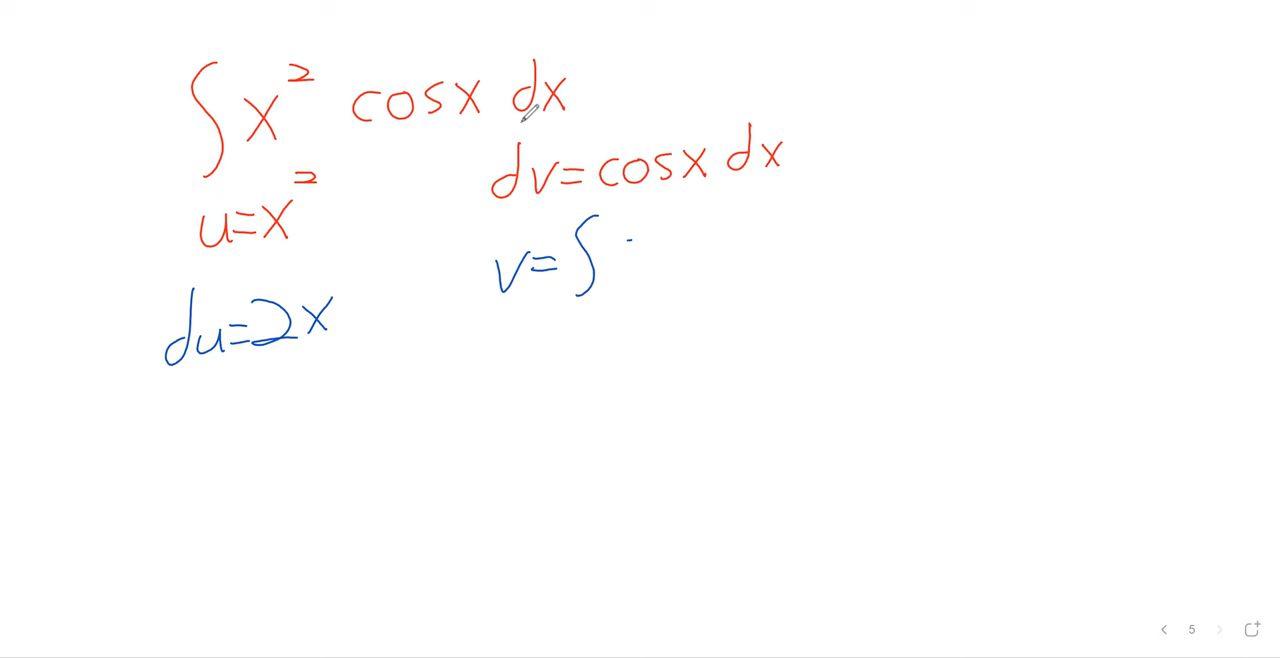 ∫ x² cosx dx
u=x² dv=cosx dx
du=2x v=∫
5